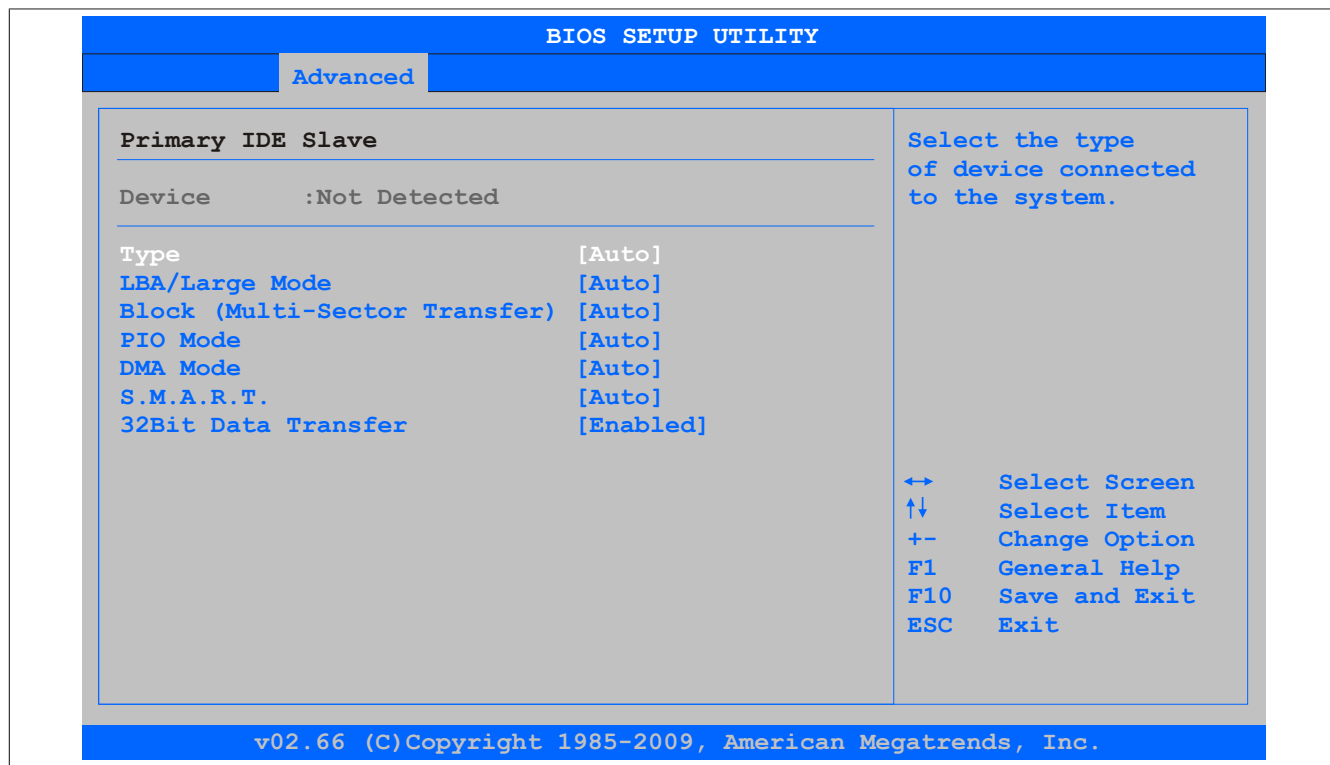 BIOS SETUP UTILITY
Advanced
Primary IDE Slave
Device :Not Detected
Type [Auto]
LBA/Large Mode [Auto]
Block (Multi-Sector Transfer) [Auto]
PIO Mode [Auto]
DMA Mode [Auto]
S.M.A.R.T. [Auto]
32Bit Data Transfer [Enabled]
Select the type
of device connected
to the system.
↔ Select Screen
↑↓ Select Item
+- Change Option
F1 General Help
F10 Save and Exit
ESC Exit
v02.66 (C)Copyright 1985-2009, American Megatrends, Inc.